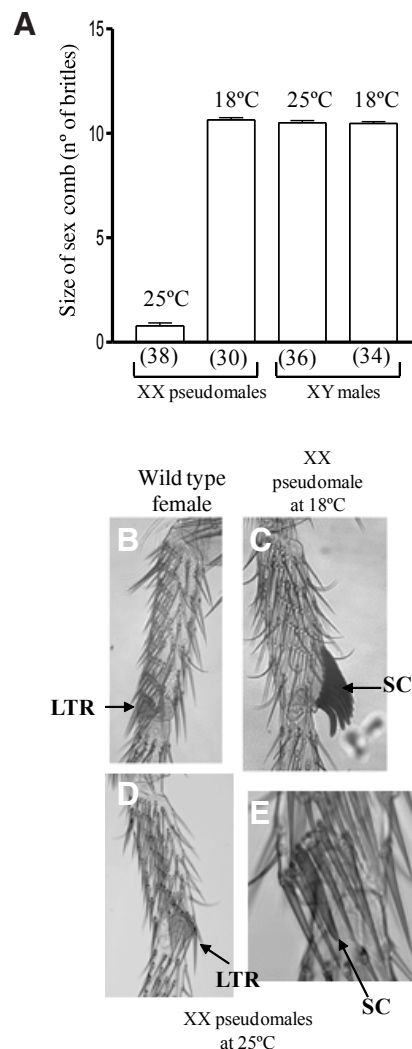 A
Size of sex comb (n° of britles)
15
10
5
0
25ºC
18ºC
25ºC
18ºC
(38)
(30)
(36)
(34)
XX pseudomales
XY males
Wild type
female
XX
pseudomale
at 18ºC
B
C
LTR
SC
D
E
LTR
SC
XX pseudomales
at 25ºC